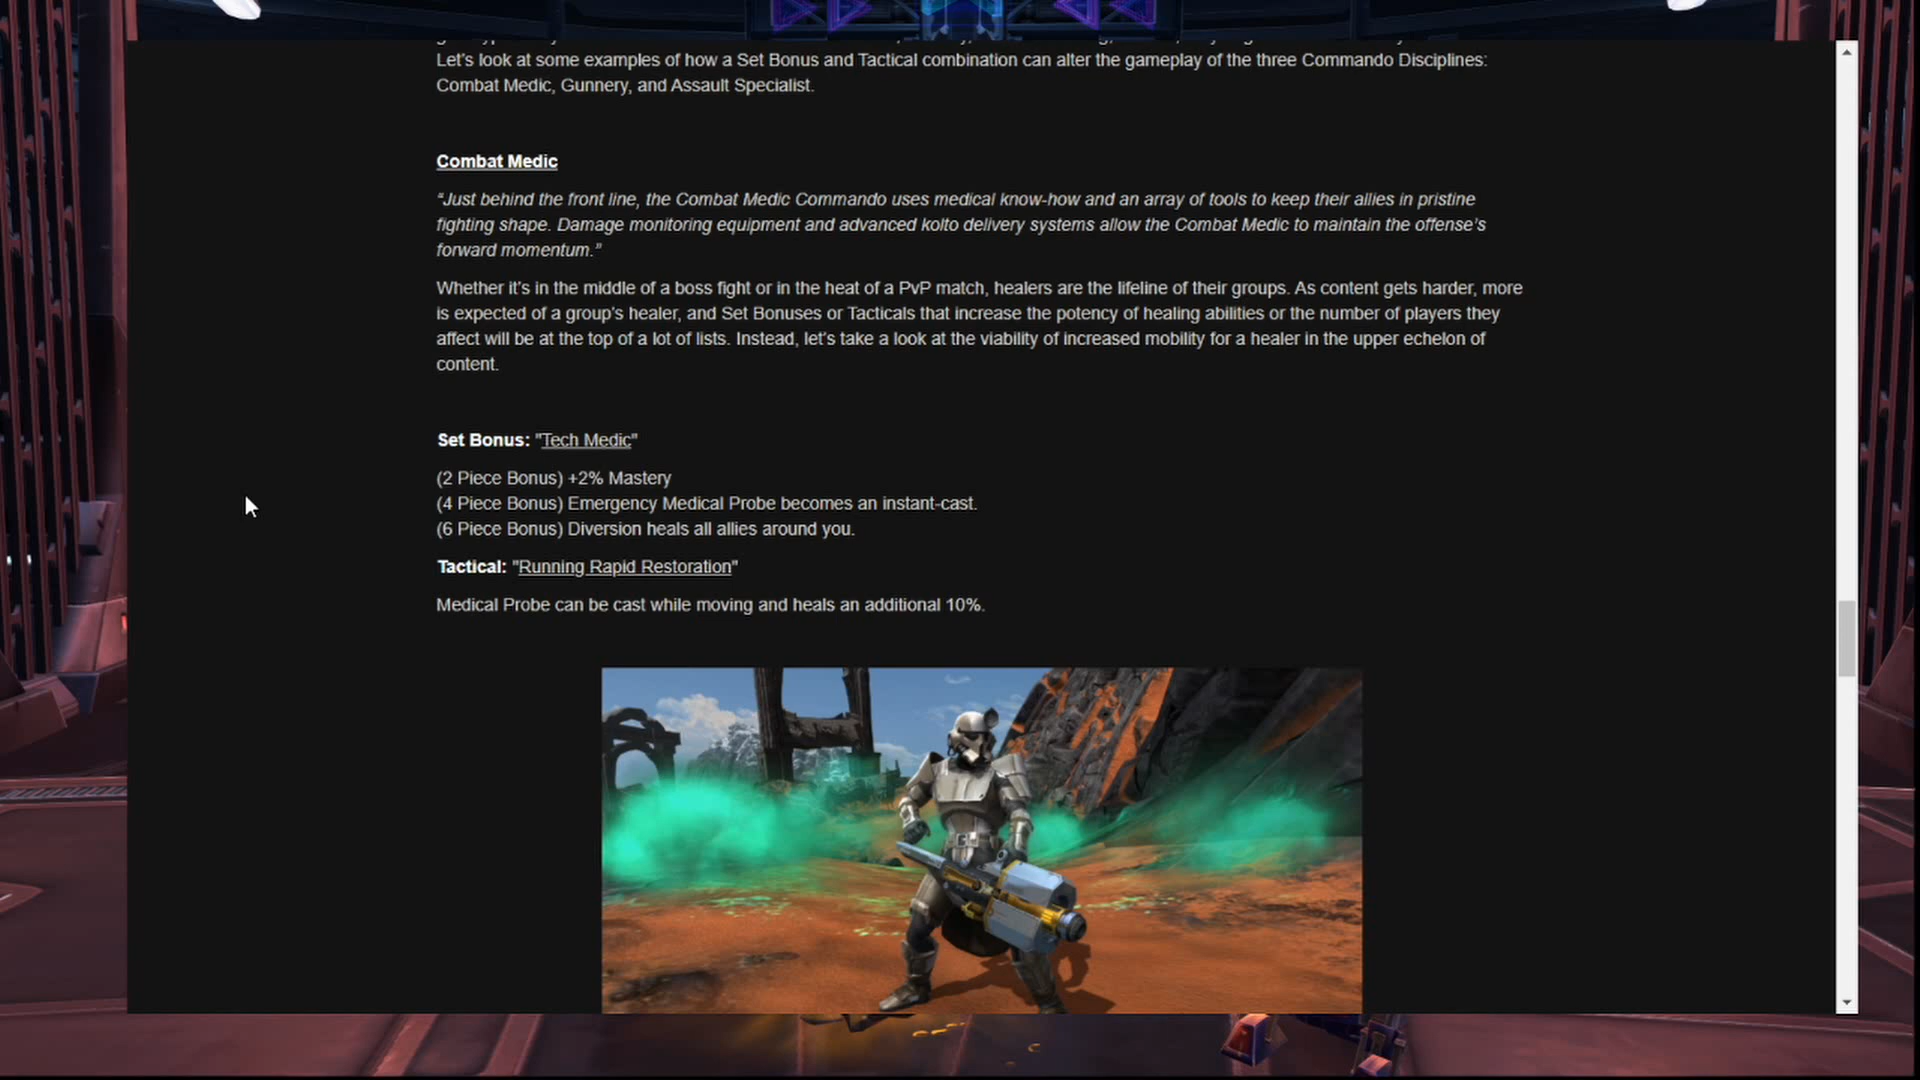 Let's look at some examples of how a Set Bonus and Tactical combination can alter the gameplay of the three Commando Disciplines:
Combat Medic, Gunnery, and Assault Specialist.
Combat Medic
“Just behind the front line, the Combat Medic Commando uses medical know-how and an array of tools to keep their allies in pristine
fighting shape. Damage monitoring equipment and advanced kolto delivery systems allow the Combat Medic to maintain the offense’s
forward momentum.”
Whether it's in the middle of a boss fight or in the heat of a PvP match, healers are the lifeline of their groups. As content gets harder, more
is expected of a group's healer, and Set Bonuses or Tacticals that increase the potency of healing abilities or the number of players they
affect will be at the top of a lot of lists. Instead, let's take a look at the viability of increased mobility for a healer in the upper echelon of
content.
Set Bonus: "Tech Medic"
(2 Piece Bonus) +2% Mastery
(4 Piece Bonus) Emergency Medical Probe becomes an instant-cast.
(6 Piece Bonus) Diversion heals all allies around you.
Tactical: "Running Rapid Restoration"
Medical Probe can be cast while moving and heals an additional 10%.